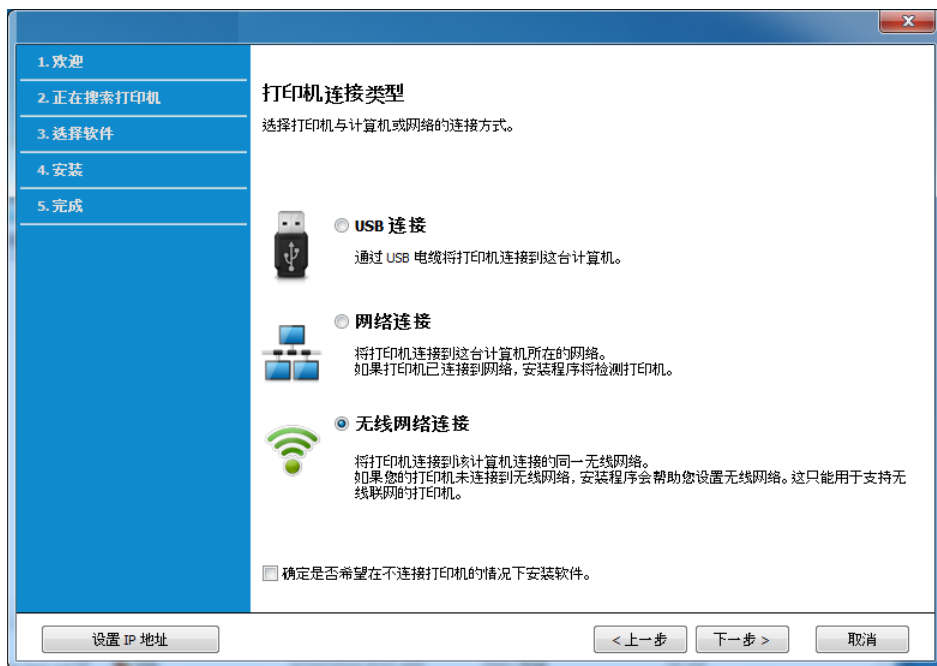 X
1.欢迎
2.正在搜索打印机
3.选择软件
4.安装
5.完成
打印机连接类型
选择打印机与计算机或网络的连接方式。
USB 连接
通过 USB 电缆将打印机连接到这台计算机。
网络连接
将打印机连接到这台计算机所在的网络。
如果打印机已连接到网络,安装程序将检测打印机。
无线网络连接
将打印机连接到该计算机连接的同一无线网络。
如果您的打印机未连接到无线网络,安装程序会帮助您设置无线网络。这只能用于支持无
线联网的打印机。
确定是否希望在不连接打印机的情况下安装软件。
设置 IP 地址
<上一步
下一步>
取消